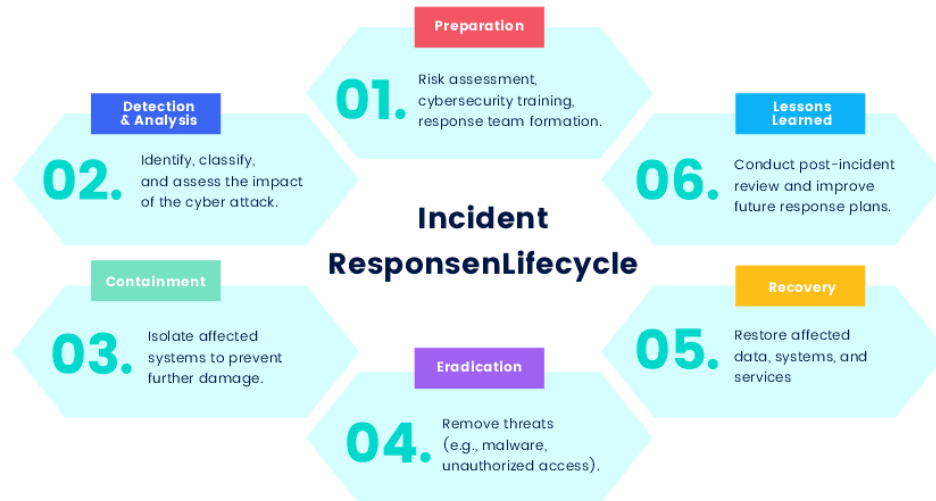 Preparation
01.
Risk assessment,
cybersecurity training,
response team formation.
Detection
& Analysis
02.
Identify, classify,
and assess the impact
of the cyber attack.
Containment
03.
Isolate affected
systems to prevent
further damage.
Eradication
04.
Remove threats
(e.g., malware,
unauthorized access).
Recovery
05.
Restore affected
data, systems, and
services
Lessons
Learned
06.
Conduct post-incident
review and improve
future response plans.
Incident
ResponsenLifecycle